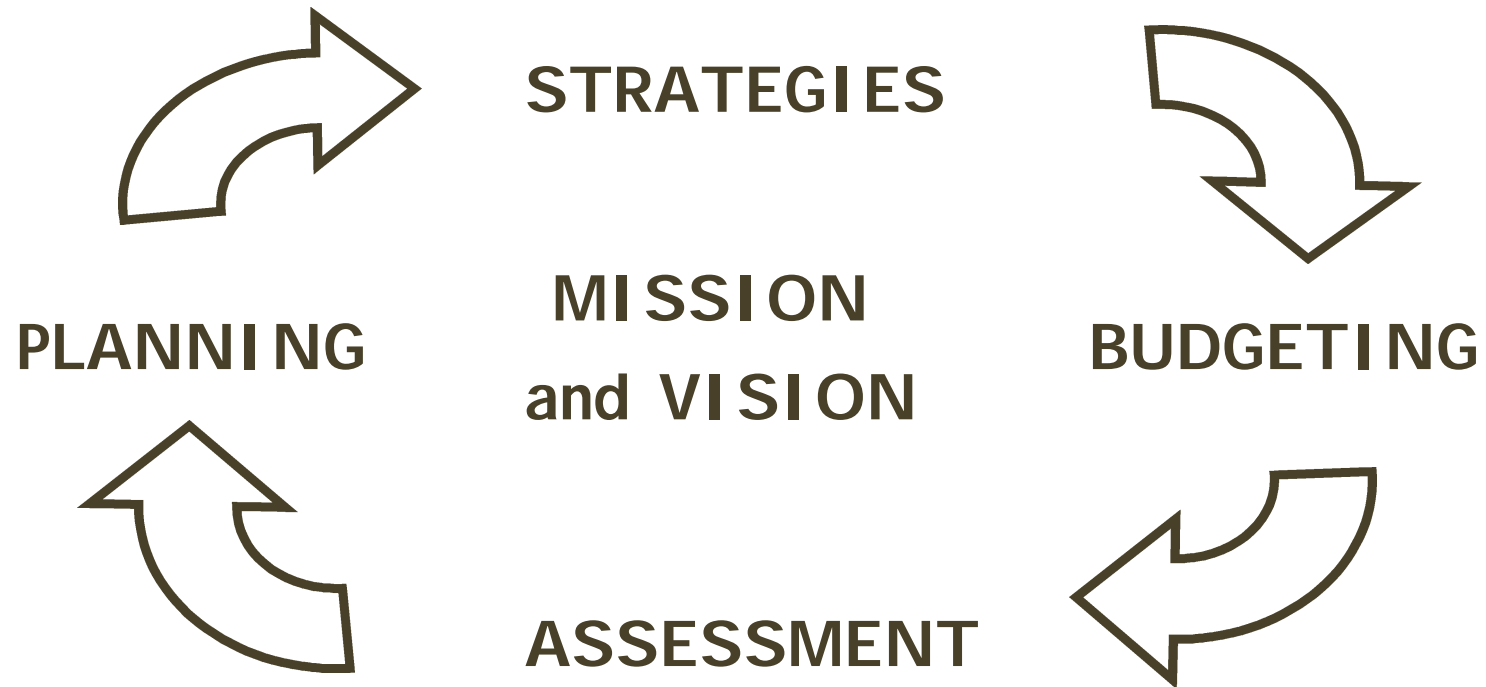 STRATEGIES
MISSION
and VISION
PLANNING
BUDGETING
ASSESSMENT